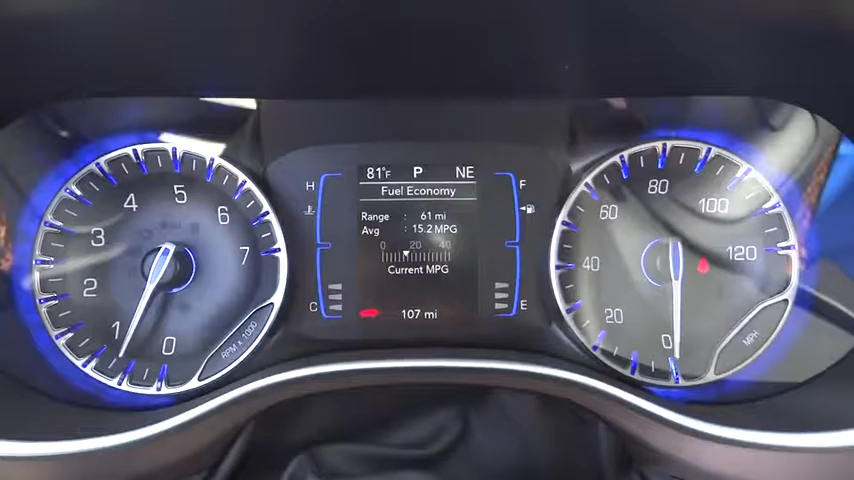 81°F P NE
Fuel Economy
Range : 61 mi
Avg : 15.2 MPG
0 20 40
Current MPG
107 mi
H
C
F
E
0
1
2
3
4
5
6
7
RPM x 1000
0
20
40
60
80
100
120
MPH